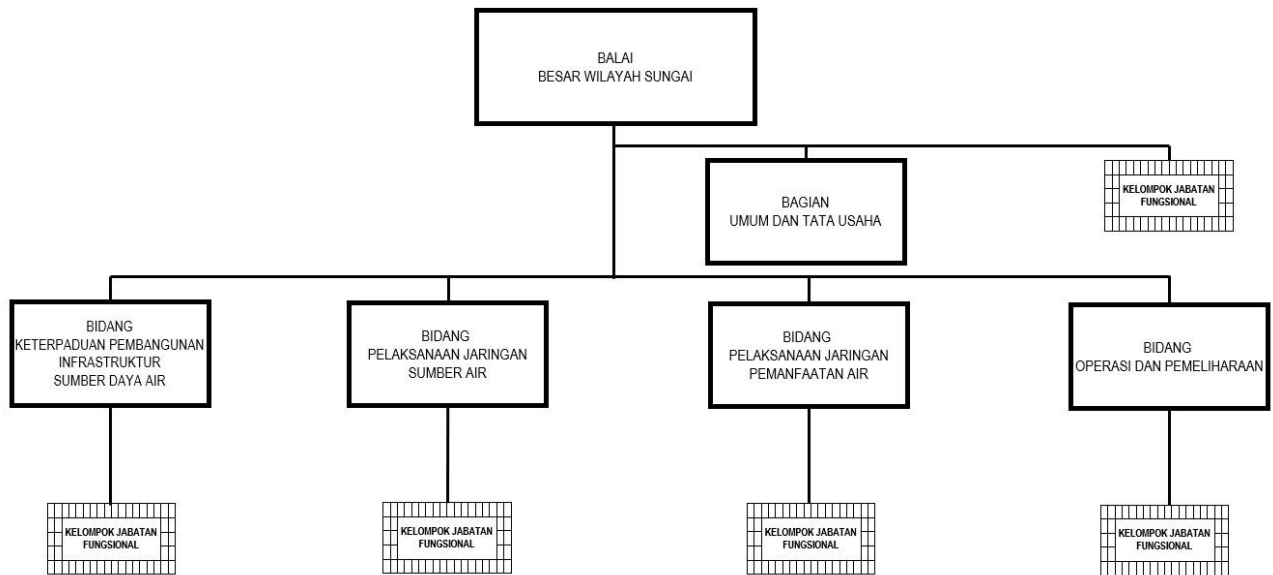 BALAI
BESAR WILAYAH SUNGAI
BAGIAN
UMUM DAN TATA USAHA
KELOMPOK JABATAN
FUNGSIONAL
BIDANG
KETERPADUAN PEMBANGUNAN
INFRASTRUKTUR
SUMBER DAYA AIR
BIDANG
PELAKSANAAN JARINGAN
SUMBER AIR
BIDANG
PELAKSANAAN JARINGAN
PEMANFAATAN AIR
BIDANG
OPERASI DAN PEMELIHARAAN
KELOMPOK JABATAN
FUNGSIONAL
KELOMPOK JABATAN
FUNGSIONAL
KELOMPOK JABATAN
FUNGSIONAL
KELOMPOK JABATAN
FUNGSIONAL